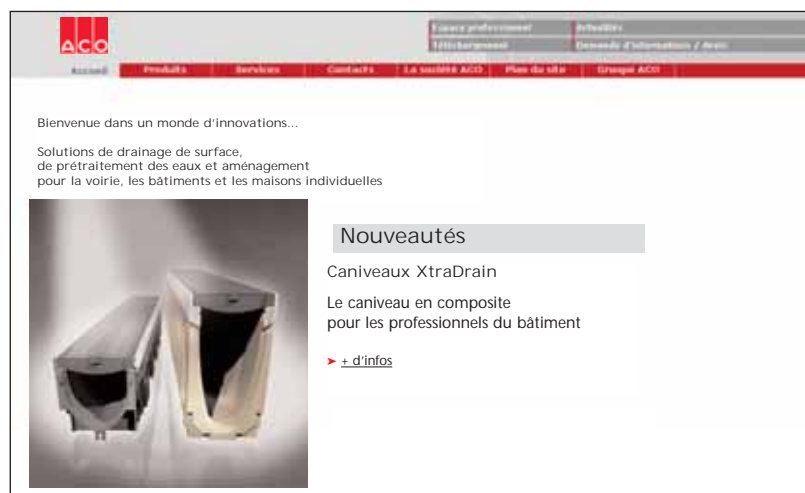 ACO
Espace professionnel
Actualités
Téléchargement
Demande d'informations / Avis
Accueil
Produits
Services
Contacts
La société ACO
Plan du site
Groupe ACO
Bienvenue dans un monde d'innovations...
Solutions de drainage de surface,
de prétraitement des eaux et aménagement
pour la voirie, les bâtiments et les maisons individuelles
Nouveautés
Caniveaux XtraDrain
Le caniveau en composite
pour les professionnels du bâtiment
➤ + d'infos